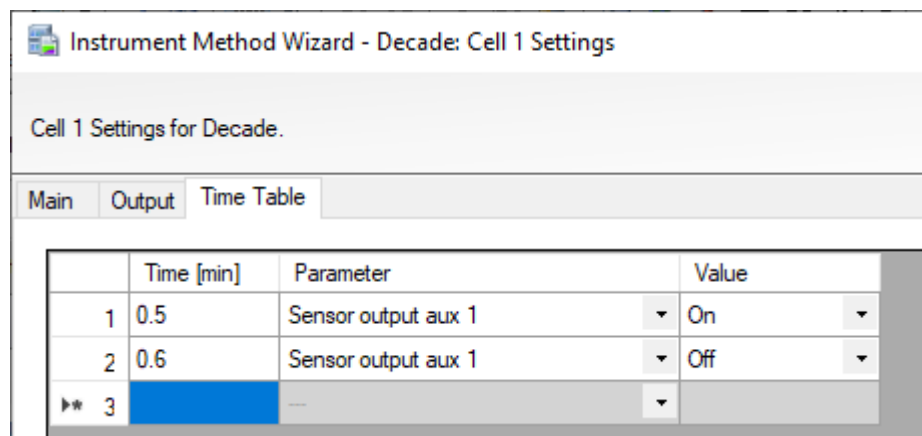 Instrument Method Wizard - Decade: Cell 1 Settings
Cell 1 Settings for Decade.
Main Output Time Table
Time [min] Parameter Value
1 0.5 Sensor output aux 1 On
2 0.6 Sensor output aux 1 Off
3 ---